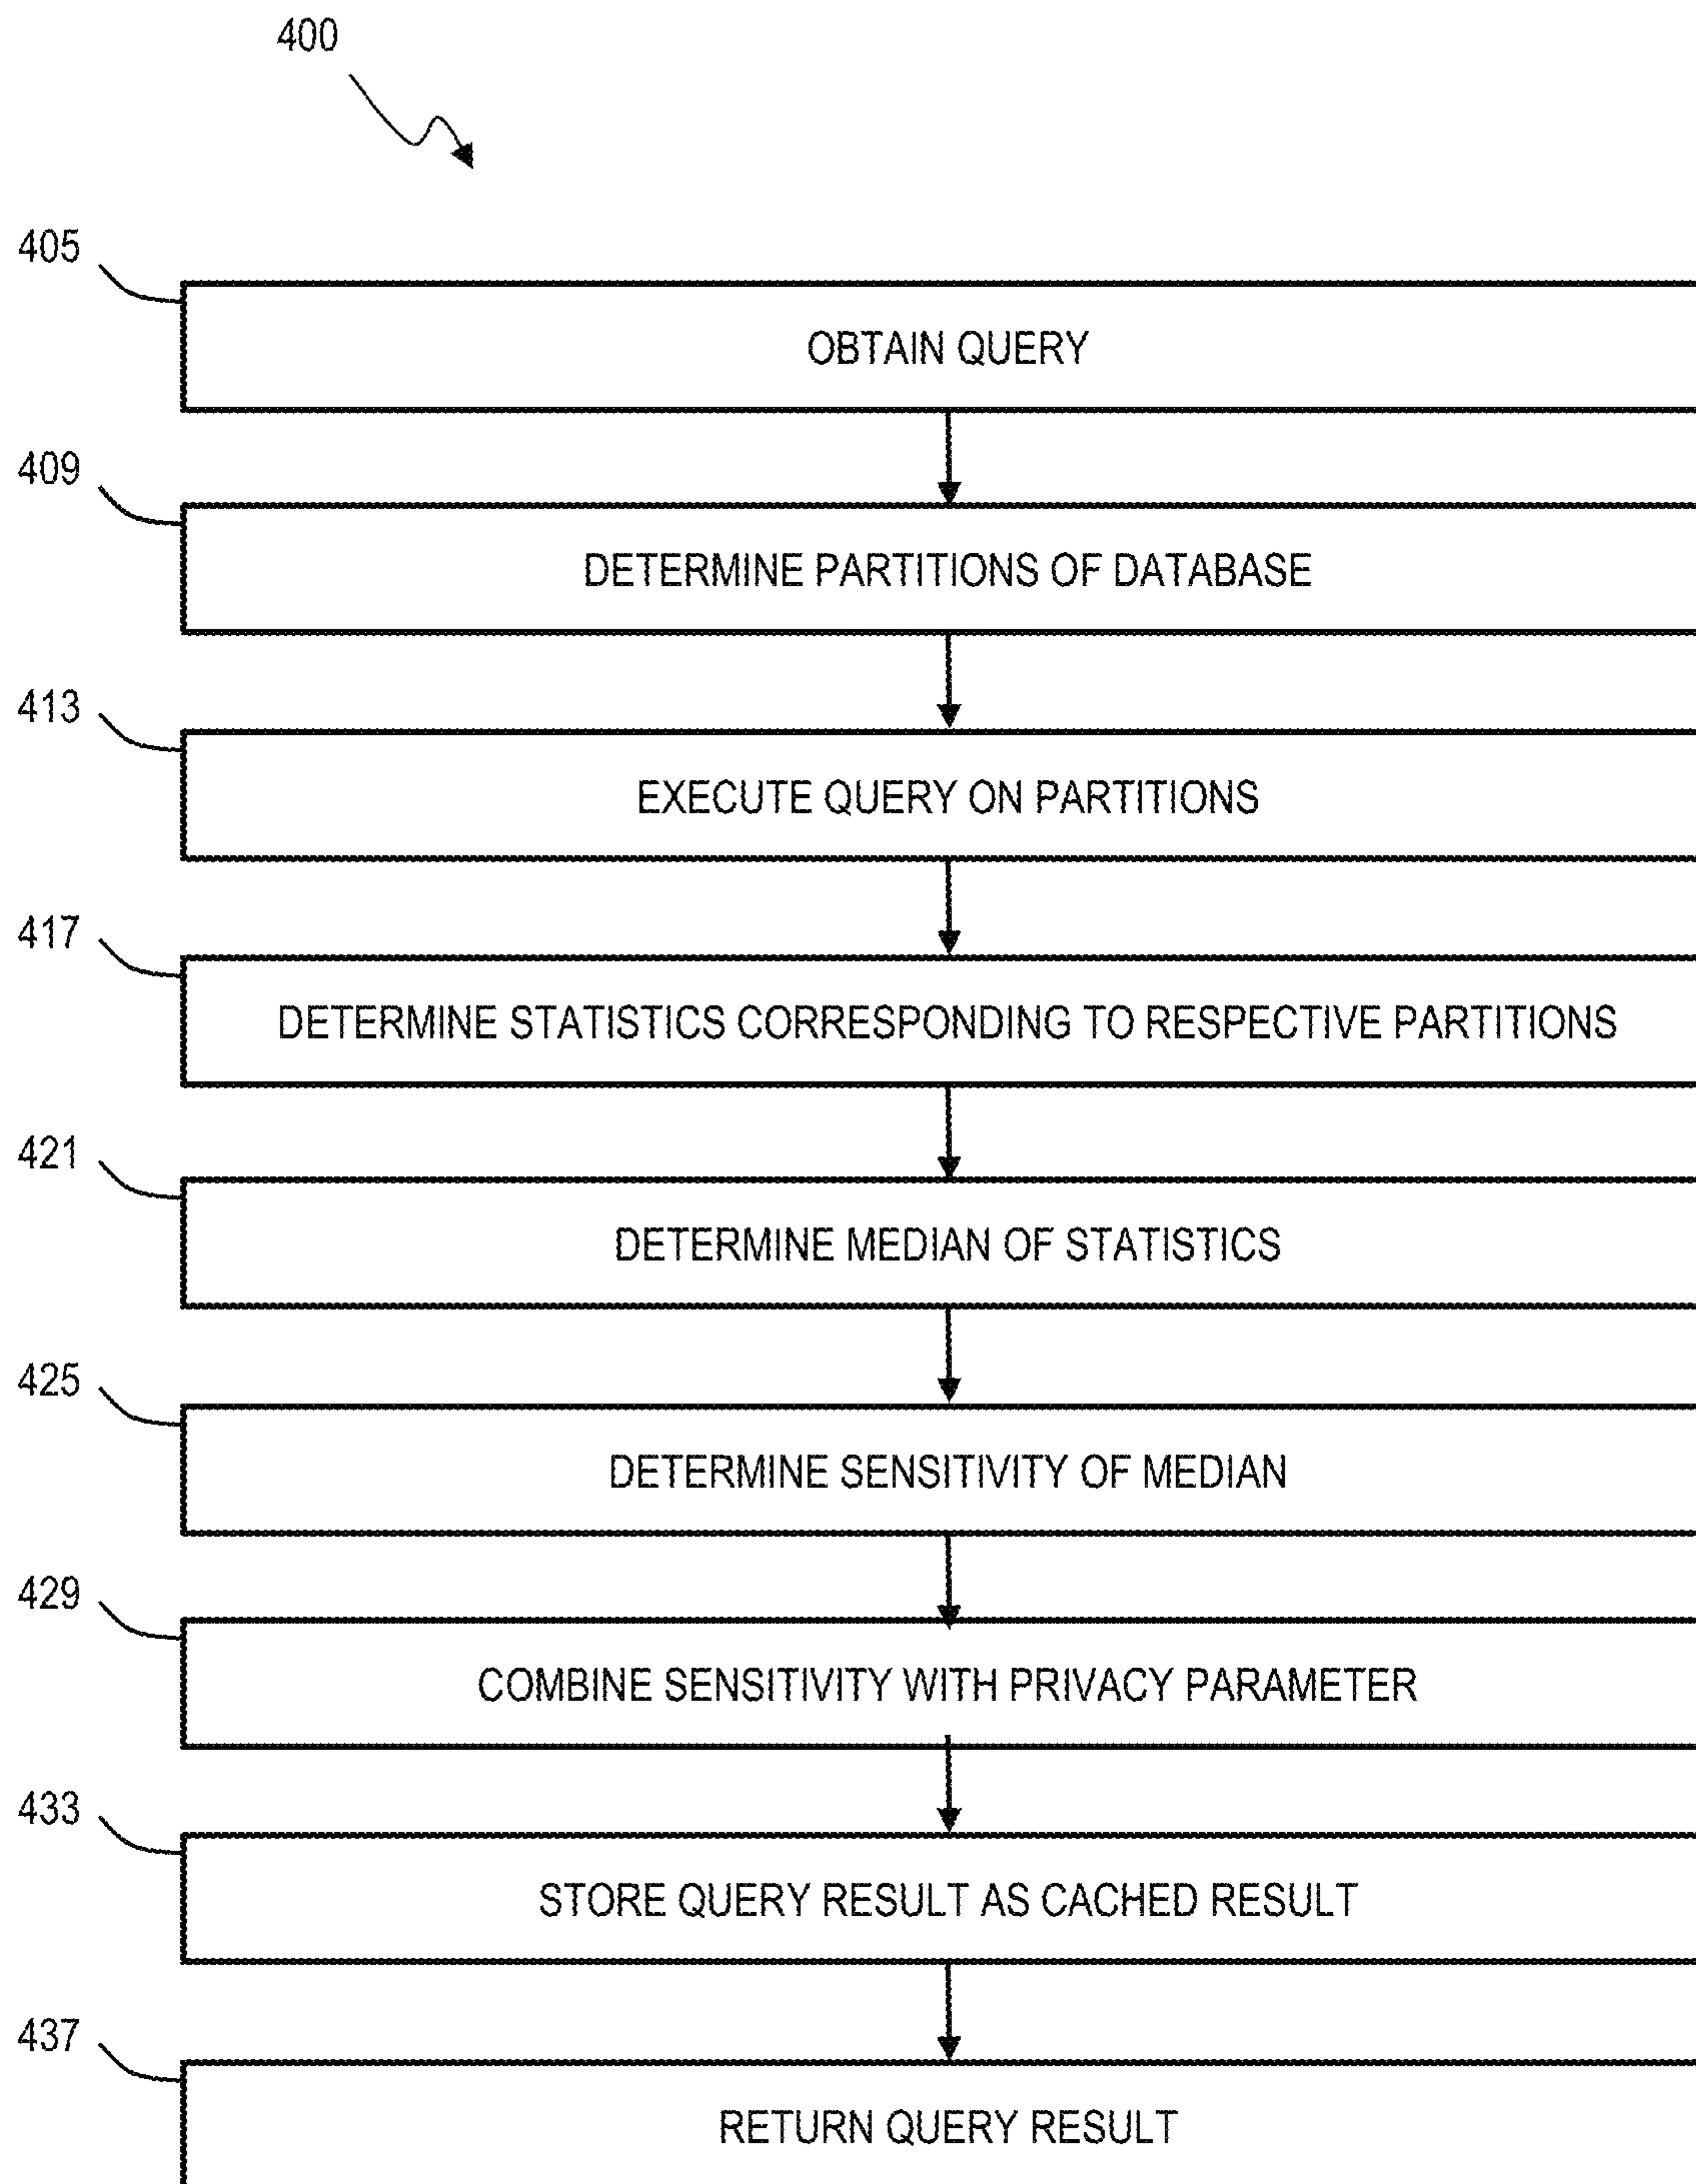 400
405
OBTAIN QUERY
409
DETERMINE PARTITIONS OF DATABASE
413
EXECUTE QUERY ON PARTITIONS
417
DETERMINE STATISTICS CORRESPONDING TO RESPECTIVE PARTITIONS
421
DETERMINE MEDIAN OF STATISTICS
425
DETERMINE SENSITIVITY OF MEDIAN
429
COMBINE SENSITIVITY WITH PRIVACY PARAMETER
433
STORE QUERY RESULT AS CACHED RESULT
437
RETURN QUERY RESULT